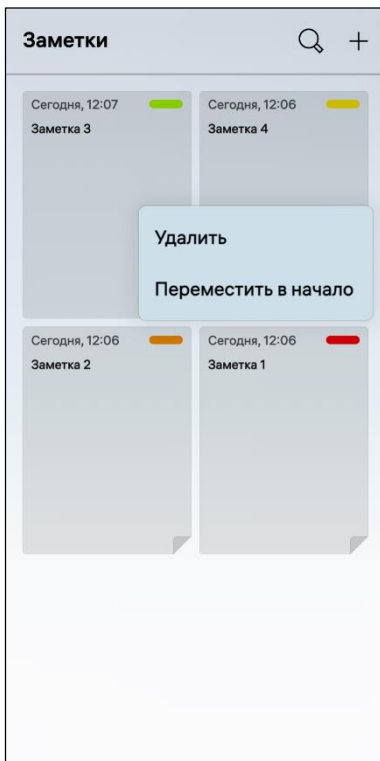 Заметки
Сегодня, 12:07
Заметка 3
Сегодня, 12:06
Заметка 4
Удалить
Переместить в начало
Сегодня, 12:06
Заметка 2
Сегодня, 12:06
Заметка 1